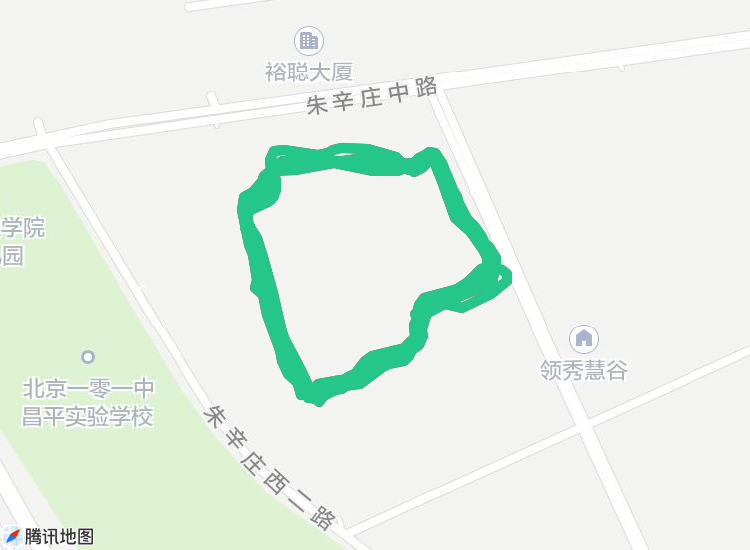 裕聪大厦
朱辛庄中路
学院
园
领秀慧谷
北京一零一中
昌平实验学校
朱辛庄西二路
腾讯地图